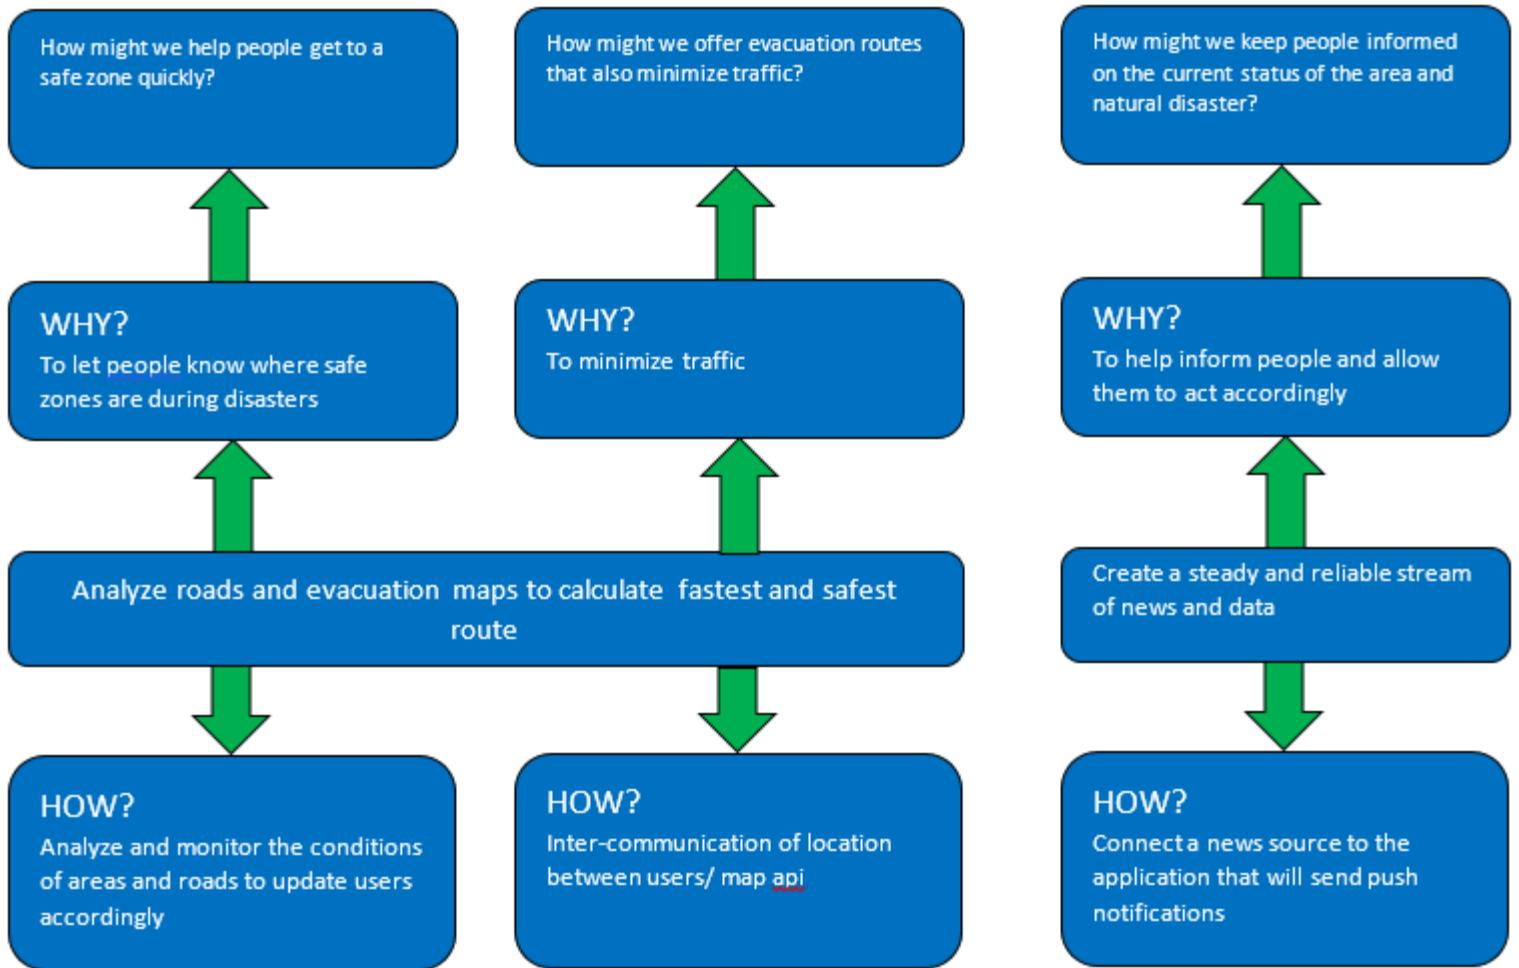 How might we help people get to a
safe zone quickly?
How might we offer evacuation routes
that also minimize traffic?
How might we keep people informed
on the current status of the area and
natural disaster?
WHY?
To let people know where safe
zones are during disasters
WHY?
To minimize traffic
WHY?
To help inform people and allow
them to act accordingly
Analyze roads and evacuation maps to calculate fastest and safest
route
Create a steady and reliable stream
of news and data
HOW?
Analyze and monitor the conditions
of areas and roads to update users
accordingly
HOW?
Inter-communication of location
between users/ map api
HOW?
Connect a news source to the
application that will send push
notifications